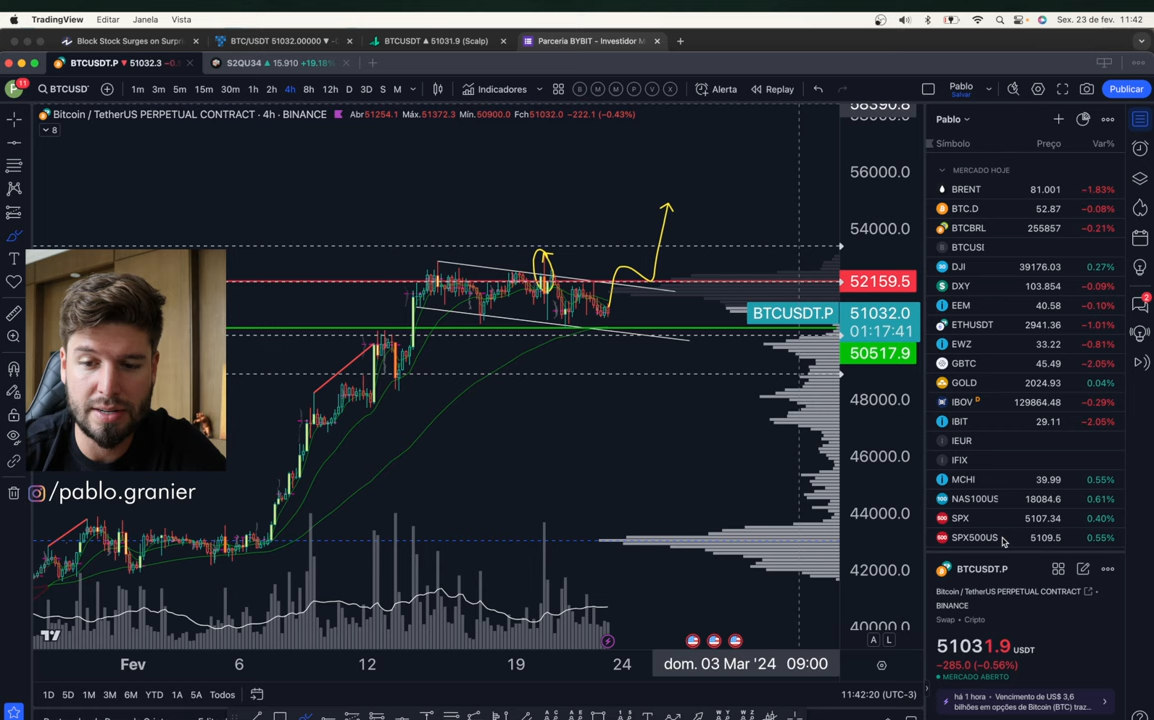 TradingView Editar Janela Vista Sex. 23 de fev. 11:42
Block Stock Surges on Surpr BTC/USDT 51032.00000 BTCUSDT ▲ 51031.9 (Scalp) Parceria BYBIT - Investidor M
BTCUSDT.P ▼ 51032.3 S2QU34 ▲ 15.910 +19.18%
11 BTCUSD 1m 3m 5m 15m 30m 1h 2h 4h 8h 12h D 3D S M Indicadores B M M P V X Alerta Replay Pablo Salvar Publicar
Bitcoin / TetherUS PERPETUAL CONTRACT · 4h · BINANCE Abr51254.1 Máx.51372.3 Mín.50900.0 Fch51032.0 −222.1 (−0.43%)
8
58390.8
56000.0
54000.0
52159.5
BTCUSDT.P 51032.0
01:17:41
50517.9
48000.0
46000.0
44000.0
42000.0
40000.0
/pablo.granier
A L
Fev 6 12 19 24 dom. 03 Mar '24 09:00
1D 5D 1M 3M 6M YTD 1A 5A Todos 11:42:20 (UTC-3)
Pablo
Símbolo Preço Var%
MERCADO HOJE
BRENT 81.001 −1.83%
BTC.D 52.87 −0.08%
BTCBRL 255857 −0.21%
BTCUSI
DJI 39176.03 0.27%
DXY 103.854 −0.09%
EEM 40.58 −0.10%
ETHUSDT 2941.36 −1.01%
EWZ 33.22 −0.81%
GBTC 45.49 −2.05%
GOLD 2024.93 0.04%
IBOV D 129864.48 −0.29%
IBIT 29.11 −2.05%
IEUR
IFIX
MCHI 39.99 0.55%
NAS100US 18084.6 0.61%
SPX 5107.34 0.40%
SPX500US 5109.5 0.55%
BTCUSDT.P
Bitcoin / TetherUS PERPETUAL CONTRACT •
BINANCE
Swap • Cripto
51031.9 USDT
−285.0 (−0.56%)
MERCADO ABERTO
há 1 hora • Vencimento de US$ 3,6
bilhões em opções de Bitcoin (BTC) traz...
2